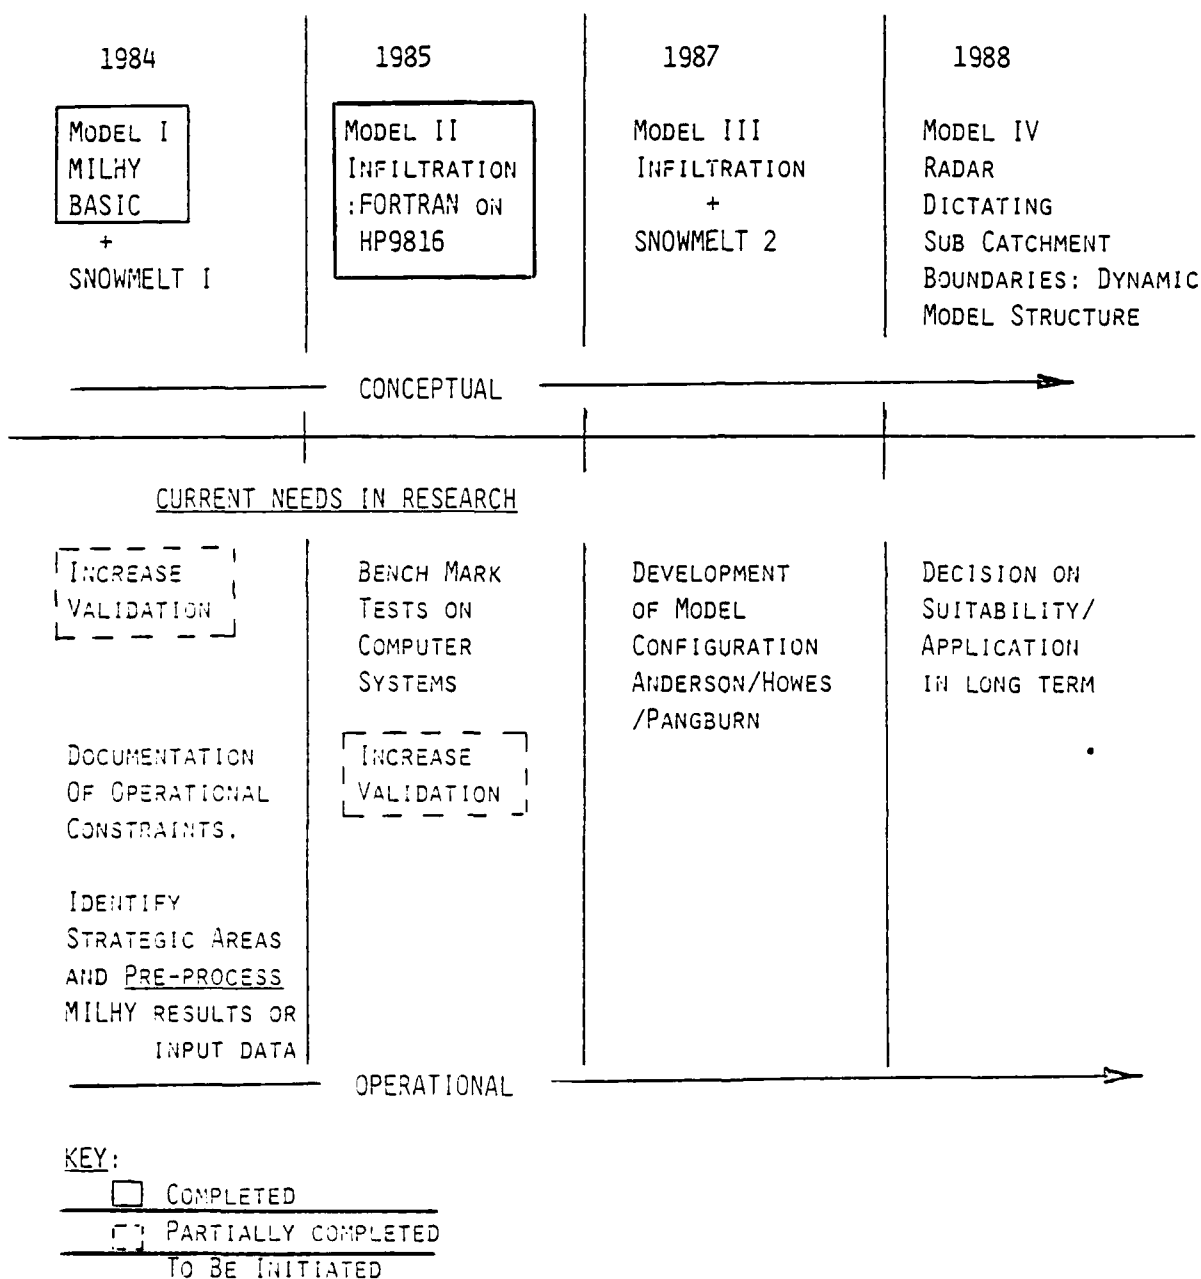 1984
MODEL I
MILHY
BASIC
+
SNOWMELT I
1985
MODEL II
INFILTRATION
:FORTRAN ON
HP9816
1987
MODEL III
INFILTRATION
+
SNOWMELT 2
1988
MODEL IV
RADAR
DICTATING
SUB CATCHMENT
BOUNDARIES: DYNAMIC
MODEL STRUCTURE
CONCEPTUAL
CURRENT NEEDS IN RESEARCH
INCREASE
VALIDATION
DOCUMENTATION
OF OPERATIONAL
CONSTRAINTS.
IDENTIFY
STRATEGIC AREAS
AND PRE-PROCESS
MILHY RESULTS OR
INPUT DATA
BENCH MARK
TESTS ON
COMPUTER
SYSTEMS
INCREASE
VALIDATION
DEVELOPMENT
OF MODEL
CONFIGURATION
ANDERSON/HOWES
/PANGBURN
DECISION ON
SUITABILITY/
APPLICATION
IN LONG TERM
OPERATIONAL
KEY:
COMPLETED
PARTIALLY COMPLETED
TO BE INITIATED